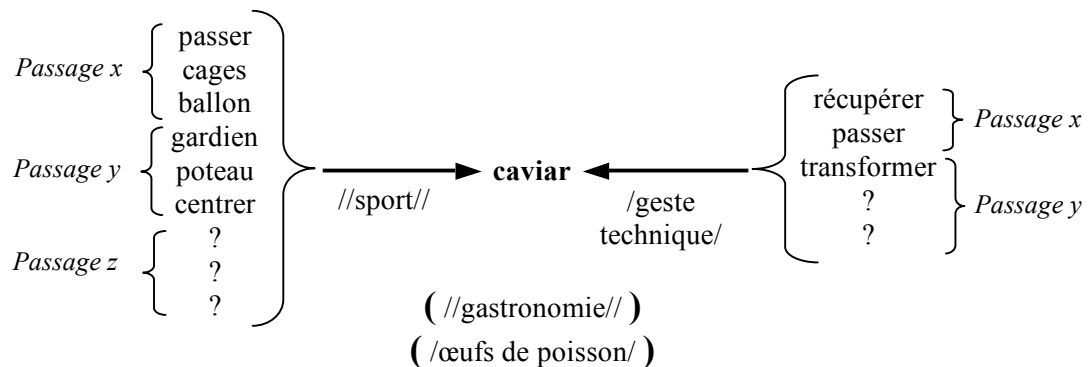 passer
cages
ballon
Passage x
gardien
poteau
centrer
Passage y
?
?
?
Passage z
//sport//
caviar
/geste
technique/
récupérer
passer
Passage x
transformer
?
?
Passage y
( //gastronomie// )
( /œufs de poisson/ )